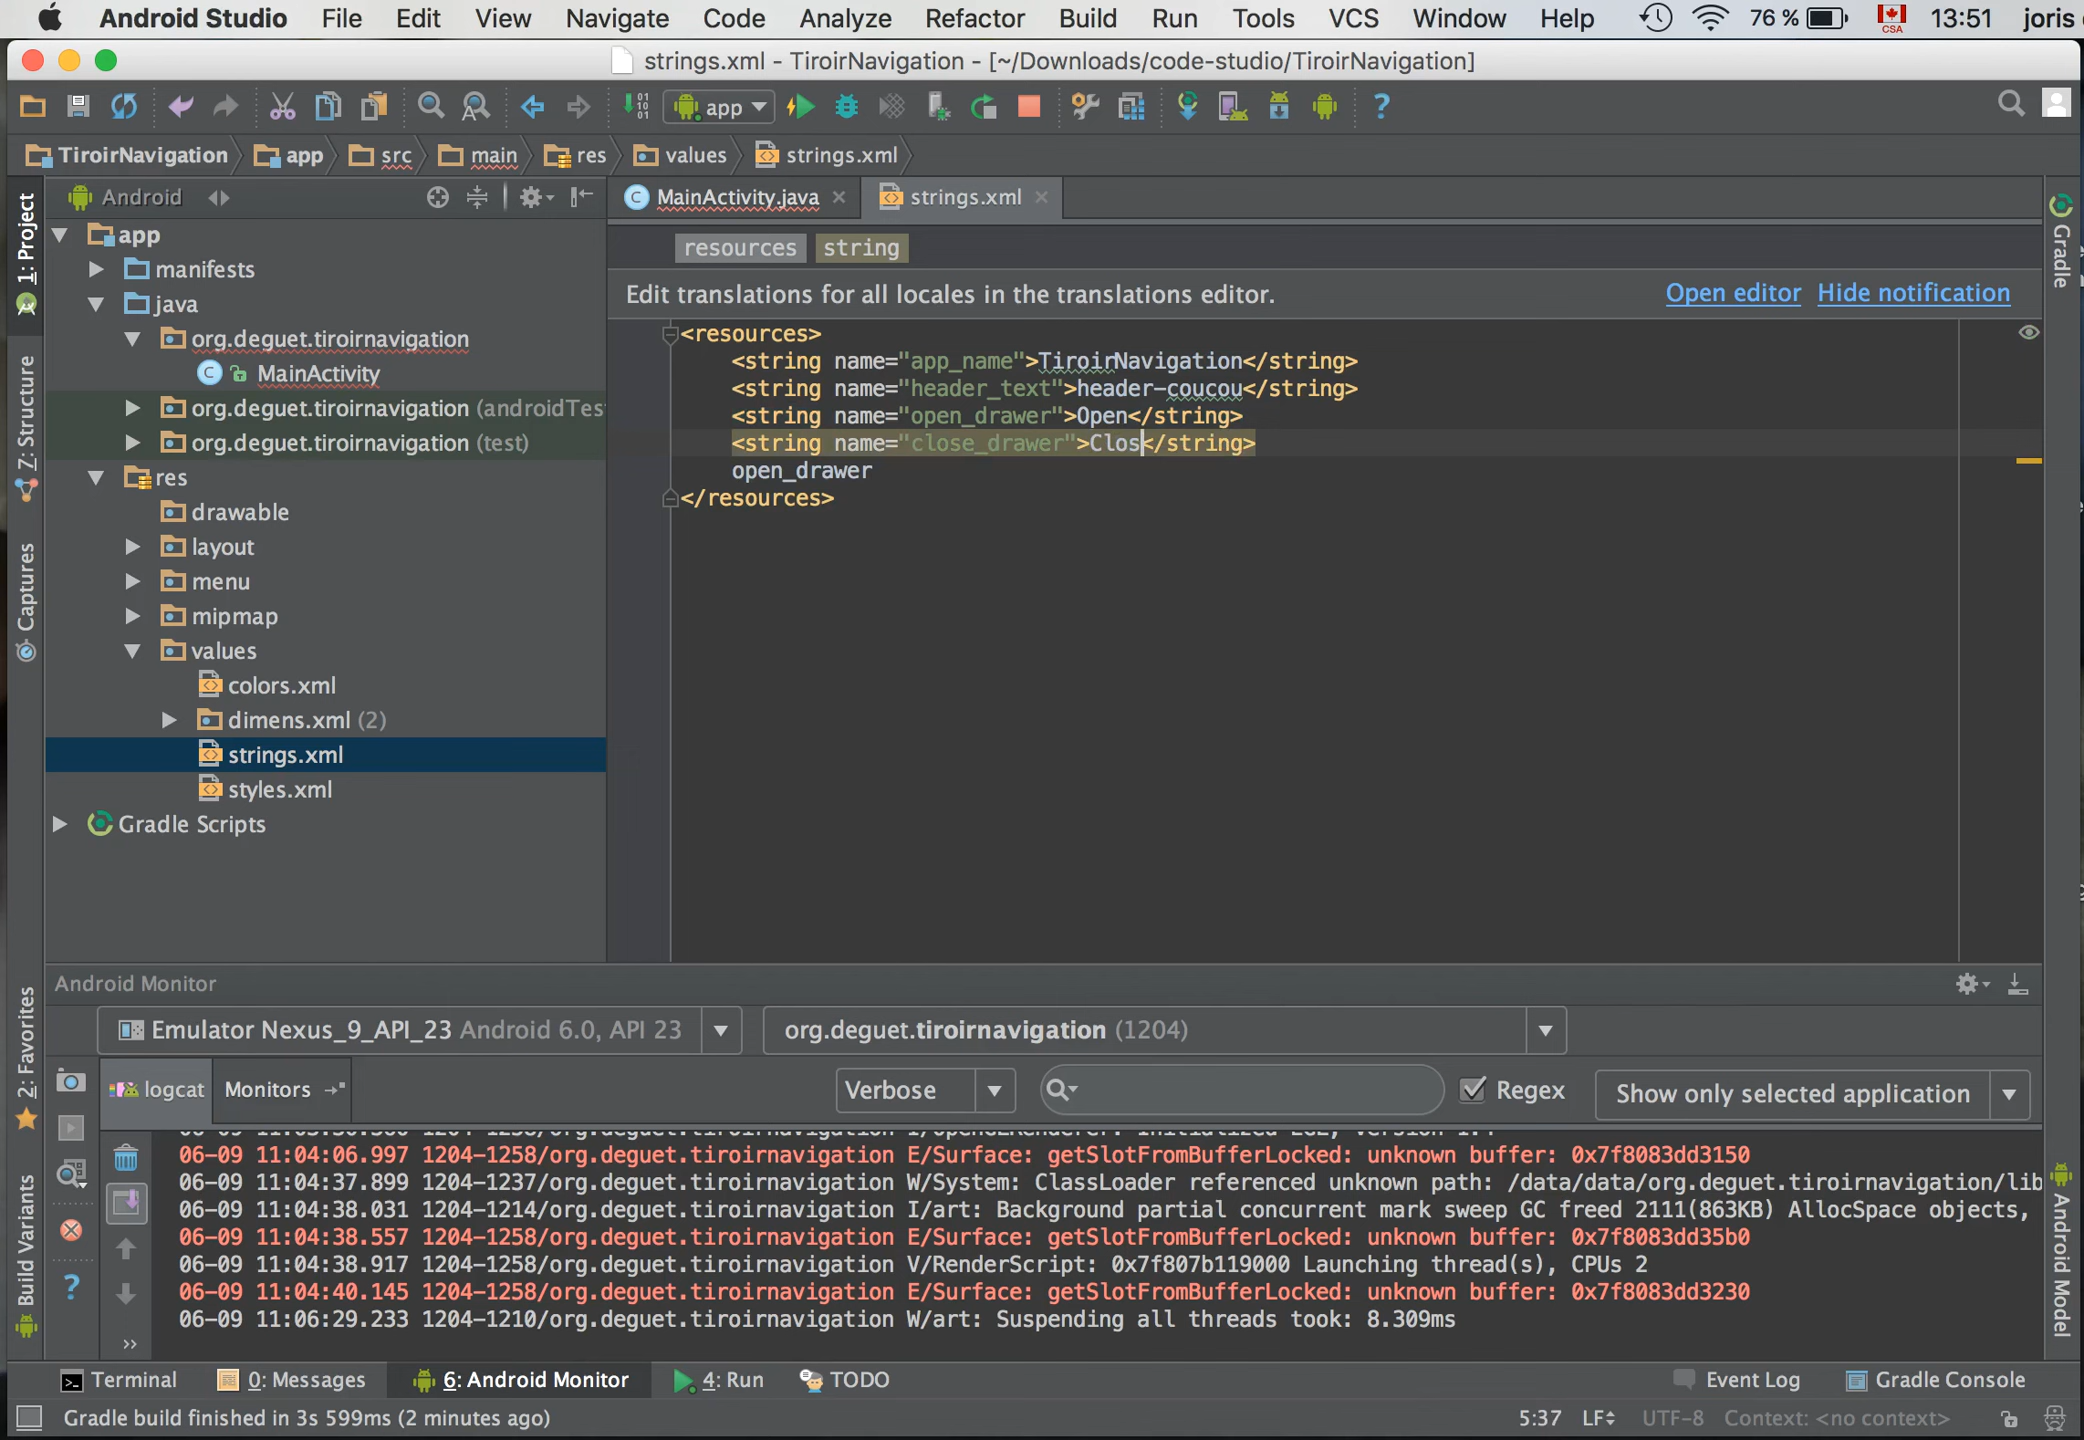 Android Studio File Edit View Navigate Code Analyze Refactor Build Run Tools VCS Window Help 76 % CSA 13:51 joris
strings.xml - TiroirNavigation - [~/Downloads/code-studio/TiroirNavigation]
app
TiroirNavigation app src main res values strings.xml
1: Project
7: Structure
Captures
2: Favorites
Build Variants
Android
app
manifests
java
org.deguet.tiroirnavigation
MainActivity
org.deguet.tiroirnavigation (androidTes
org.deguet.tiroirnavigation (test)
res
drawable
layout
menu
mipmap
values
colors.xml
dimens.xml (2)
strings.xml
styles.xml
Gradle Scripts
MainActivity.java strings.xml
resources string
Edit translations for all locales in the translations editor. Open editor Hide notification
<resources>
<string name="app_name">TiroirNavigation</string>
<string name="header_text">header-coucou</string>
<string name="open_drawer">Open</string>
<string name="close_drawer">Clos</string>
open_drawer
</resources>
Gradle
Android Model
Android Monitor
Emulator Nexus_9_API_23 Android 6.0, API 23 org.deguet.tiroirnavigation (1204)
logcat Monitors Verbose Regex Show only selected application
06-09 11:04:06.997 1204-1258/org.deguet.tiroirnavigation E/Surface: getSlotFromBufferLocked: unknown buffer: 0x7f8083dd3150
06-09 11:04:37.899 1204-1237/org.deguet.tiroirnavigation W/System: ClassLoader referenced unknown path: /data/data/org.deguet.tiroirnavigation/lib
06-09 11:04:38.031 1204-1214/org.deguet.tiroirnavigation I/art: Background partial concurrent mark sweep GC freed 2111(863KB) AllocSpace objects,
06-09 11:04:38.557 1204-1258/org.deguet.tiroirnavigation E/Surface: getSlotFromBufferLocked: unknown buffer: 0x7f8083dd35b0
06-09 11:04:38.917 1204-1258/org.deguet.tiroirnavigation V/RenderScript: 0x7f807b119000 Launching thread(s), CPUs 2
06-09 11:04:40.145 1204-1258/org.deguet.tiroirnavigation E/Surface: getSlotFromBufferLocked: unknown buffer: 0x7f8083dd3230
06-09 11:06:29.233 1204-1210/org.deguet.tiroirnavigation W/art: Suspending all threads took: 8.309ms
Terminal 0: Messages 6: Android Monitor 4: Run TODO Event Log Gradle Console
Gradle build finished in 3s 599ms (2 minutes ago) 5:37 LF UTF-8 Context: <no context>